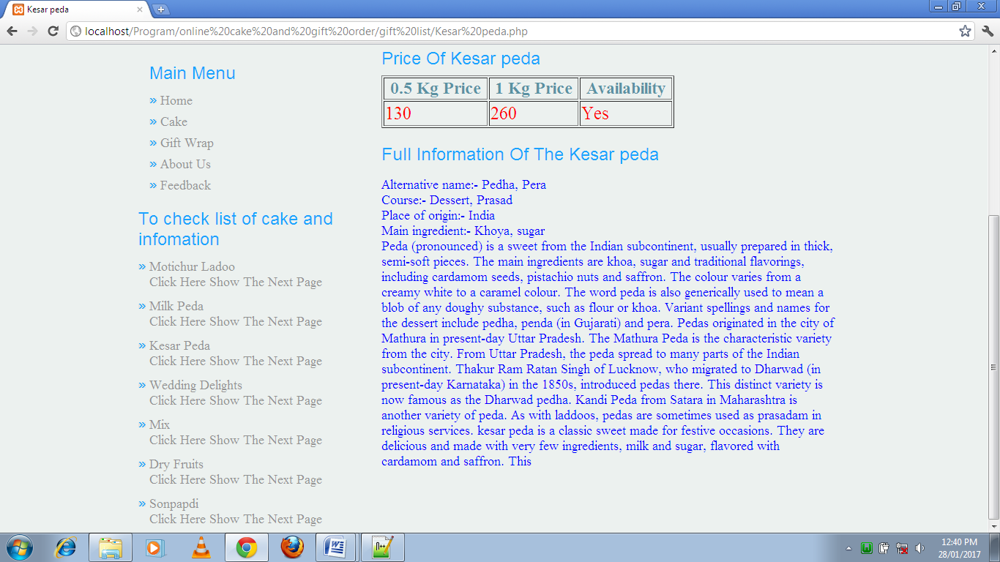 Kesar peda
localhost/Program/online%20cake%20and%20gift%20order/gift%20list/Kesar%20peda.php
Main Menu
» Home
» Cake
» Gift Wrap
» About Us
» Feedback
To check list of cake and
infomation
» Motichur Ladoo
Click Here Show The Next Page
» Milk Peda
Click Here Show The Next Page
» Kesar Peda
Click Here Show The Next Page
» Wedding Delights
Click Here Show The Next Page
» Mix
Click Here Show The Next Page
» Dry Fruits
Click Here Show The Next Page
» Sonpapdi
Click Here Show The Next Page
Price Of Kesar peda
0.5 Kg Price 1 Kg Price Availability
130 260 Yes
Full Information Of The Kesar peda
Alternative name:- Pedha, Pera
Course:- Dessert, Prasad
Place of origin:- India
Main ingredient:- Khoya, sugar
Peda (pronounced) is a sweet from the Indian subcontinent, usually prepared in thick,
semi-soft pieces. The main ingredients are khoa, sugar and traditional flavorings,
including cardamom seeds, pistachio nuts and saffron. The colour varies from a
creamy white to a caramel colour. The word peda is also generically used to mean a
blob of any doughy substance, such as flour or khoa. Variant spellings and names for
the dessert include pedha, penda (in Gujarati) and pera. Pedas originated in the city of
Mathura in present-day Uttar Pradesh. The Mathura Peda is the characteristic variety
from the city. From Uttar Pradesh, the peda spread to many parts of the Indian
subcontinent. Thakur Ram Ratan Singh of Lucknow, who migrated to Dharwad (in
present-day Karnataka) in the 1850s, introduced pedas there. This distinct variety is
now famous as the Dharwad pedha. Kandi Peda from Satara in Maharashtra is
another variety of peda. As with laddoos, pedas are sometimes used as prasadam in
religious services. kesar peda is a classic sweet made for festive occasions. They are
delicious and made with very few ingredients, milk and sugar, flavored with
cardamom and saffron. This
12:40 PM
28/01/2017